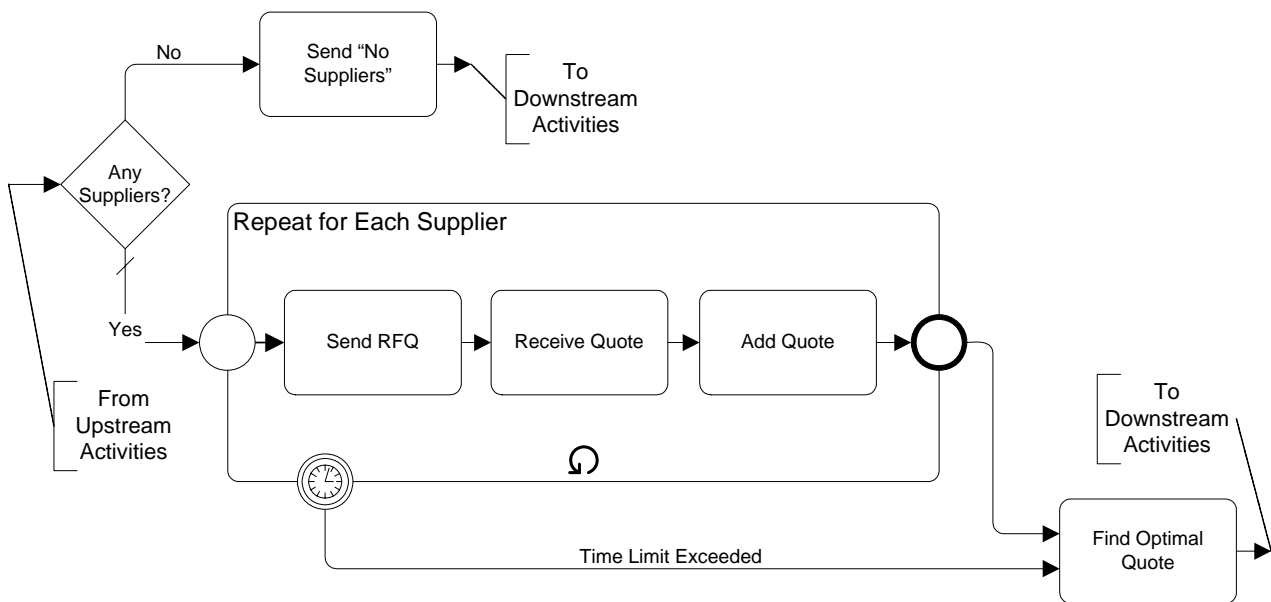 No
Send “No
Suppliers”
To
Downstream
Activities
Any
Suppliers?
Repeat for Each Supplier
Yes
Send RFQ
Receive Quote
Add Quote
From
Upstream
Activities
To
Downstream
Activities
Time Limit Exceeded
Find Optimal
Quote